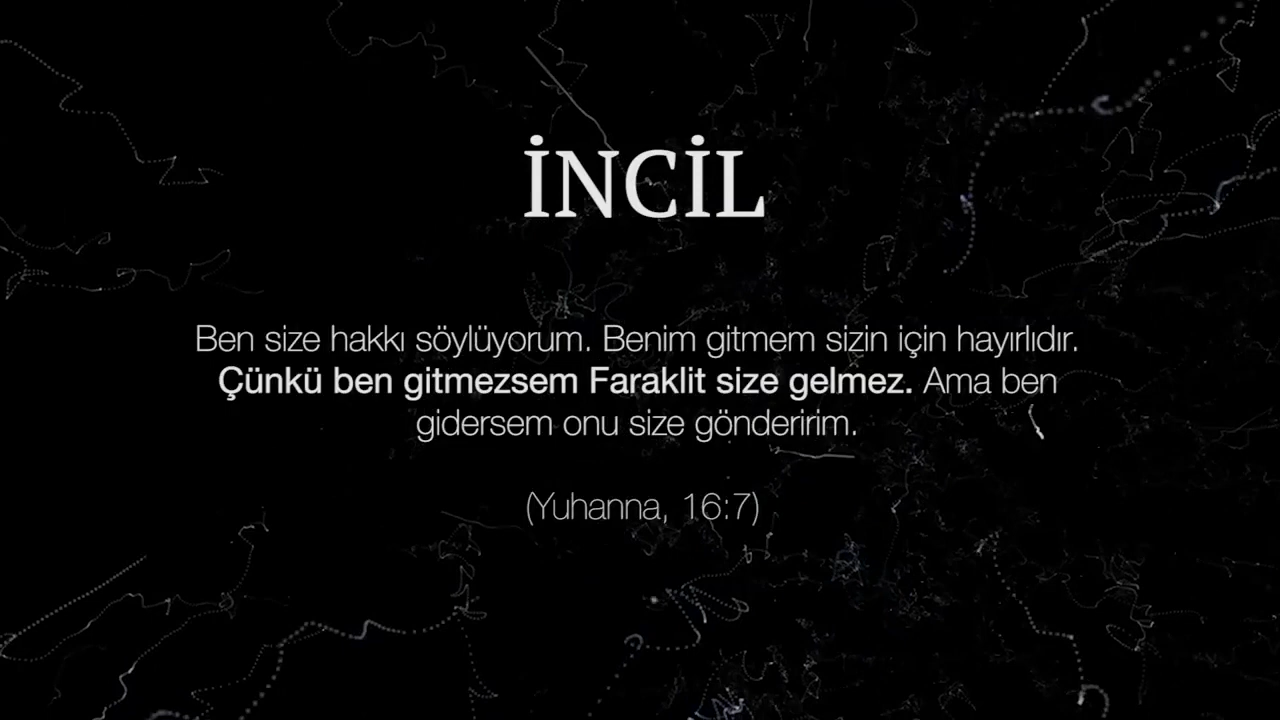 İNCİL
Ben size hakkı söylüyorum. Benim gitmem sizin için hayırlıdır.
Çünkü ben gitmezsem Faraklit size gelmez. Ama ben
gidersem onu size gönderirim.
(Yuhanna, 16:7)